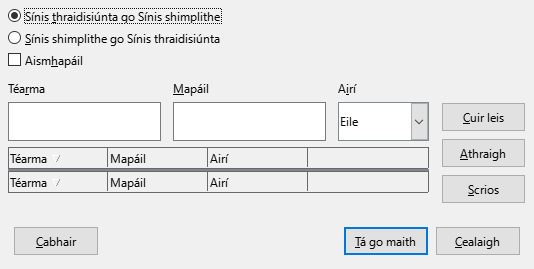 Sínis thraidisiúnta go Sínis shimplithe
Sínis shimplithe go Sínis thraidisiúnta
Aismhapáil
Téarma Mapáil Airí
Eile
Cuir leis
Téarma Mapáil Airí
Athraigh
Téarma Mapáil Airí
Scrios
Cabhair Tá go maith Cealaigh